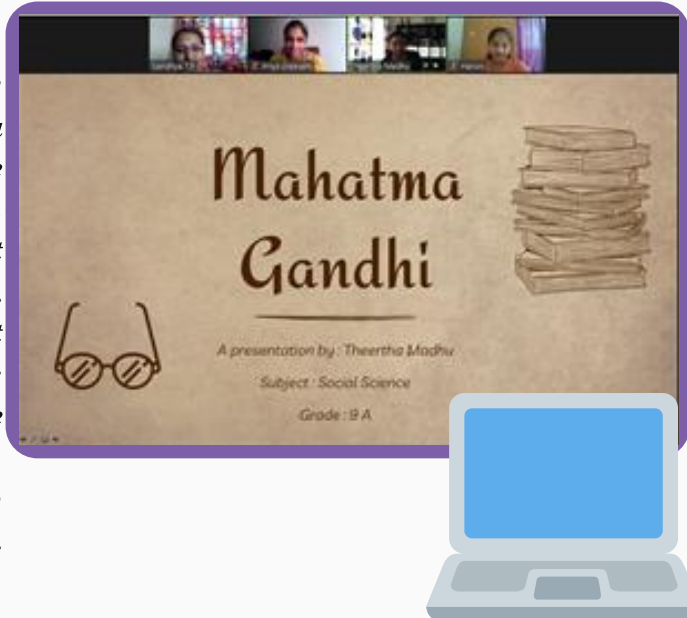 Mahatma
Gandhi
A presentation by : Theertha Madhu
Subject : Social Science
Grade : 9 A